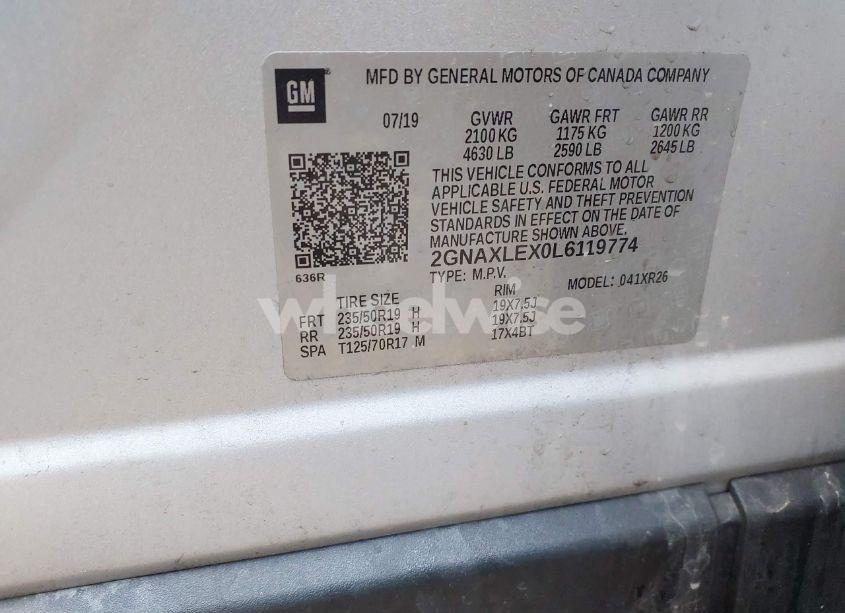 GM
MFD BY GENERAL MOTORS OF CANADA COMPANY
07/19 GVWR GAWR FRT GAWR RR
2100 KG 1175 KG 1200 KG
4630 LB 2590 LB 2645 LB
THIS VEHICLE CONFORMS TO ALL
APPLICABLE U.S. FEDERAL MOTOR
VEHICLE SAFETY AND THEFT PREVENTION
STANDARDS IN EFFECT ON THE DATE OF
MANUFACTURE SHOWN ABOVE.
2GNAXLEX0L6119774
636R TYPE: M.P.V. MODEL: 041XR26
TIRE SIZE RIM
FRT 235/50R19 H 19X7.5J
RR 235/50R19 H 19X7.5J
SPA T125/70R17 M 17X4BT
wheelwise